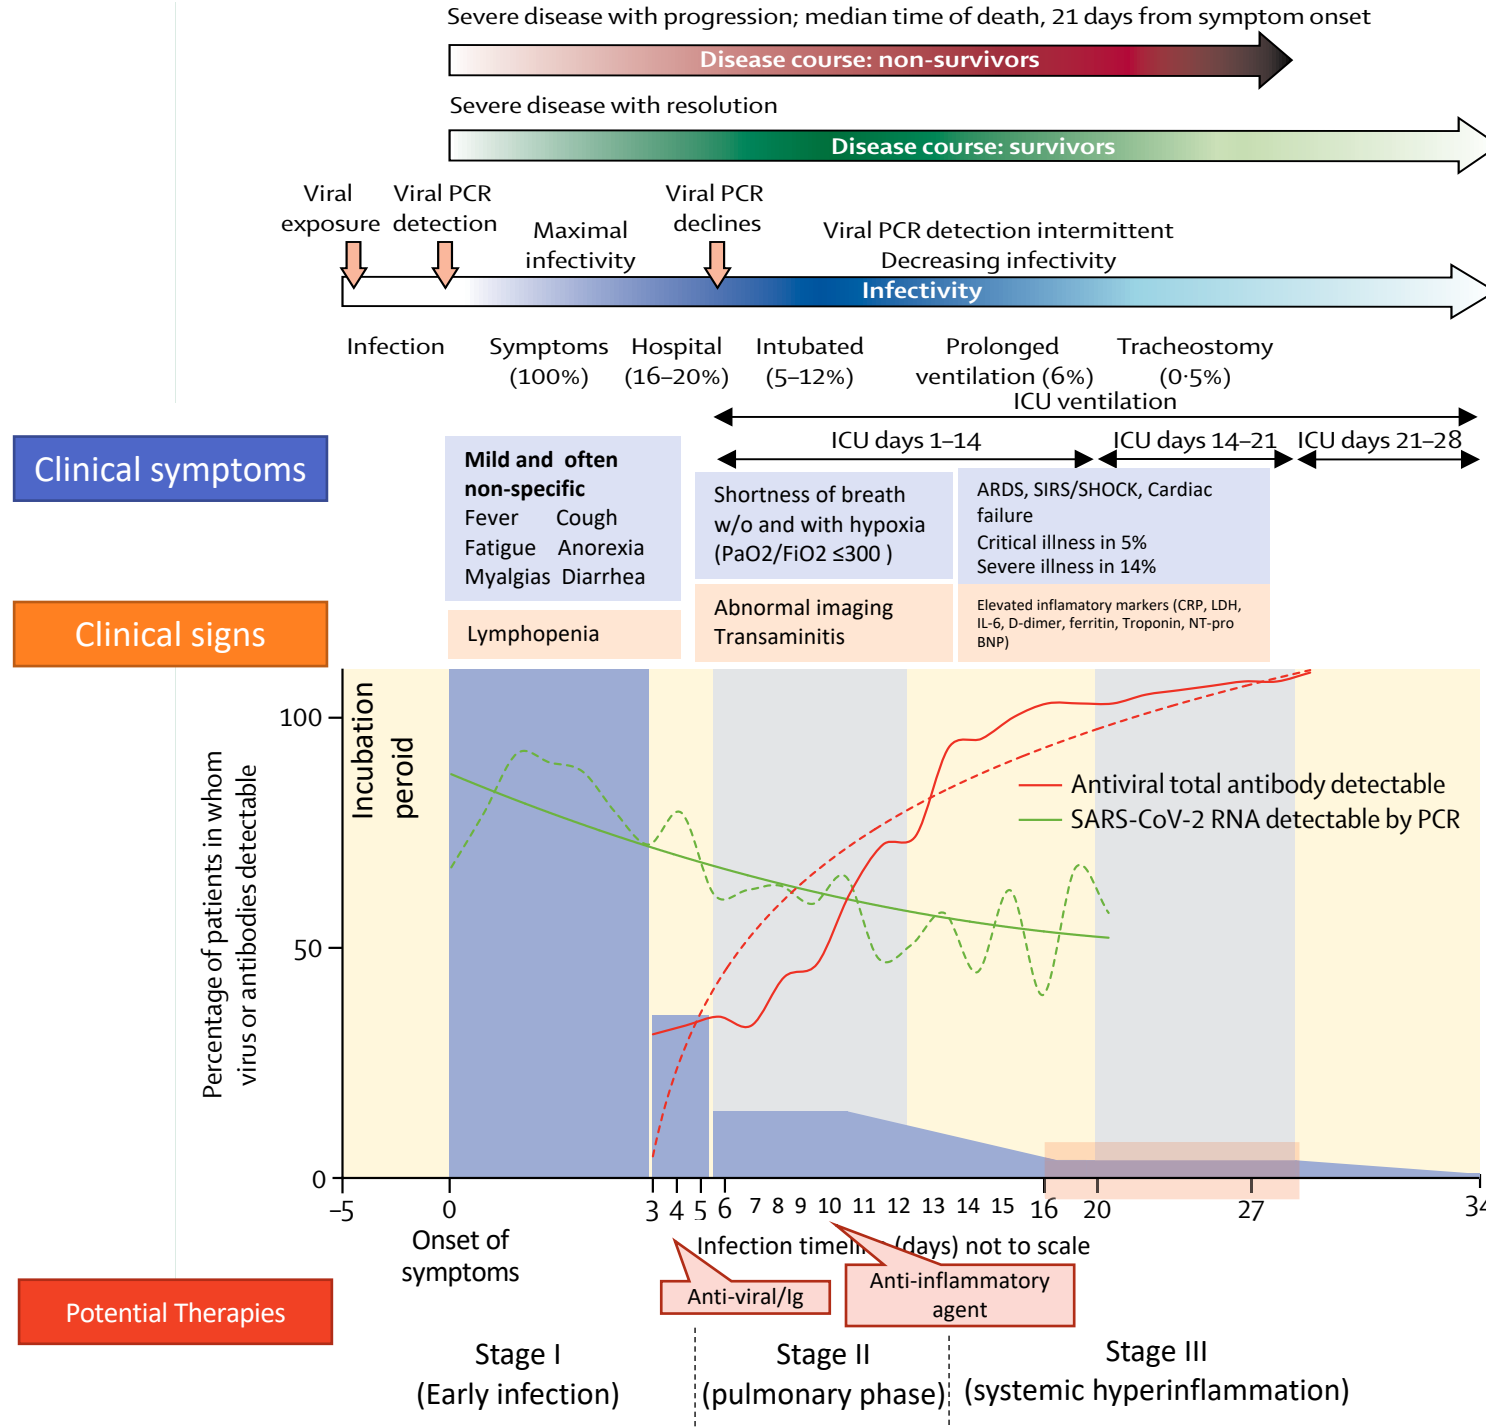 Severe disease with progression; median time of death, 21 days from symptom onset
Disease course: non-survivors
Severe disease with resolution
Disease course: survivors
Viral exposure
Viral PCR detection
Maximal infectivity
Viral PCR declines
Viral PCR detection intermittent
Decreasing infectivity
Infectivity
Infection
Symptoms (100%)
Hospital (16–20%)
Intubated (5–12%)
Prolonged ventilation (6%)
Tracheostomy (0·5%)
ICU ventilation
ICU days 1–14
ICU days 14–21
ICU days 21–28
Clinical symptoms
Mild and often
non-specific
Fever Cough
Fatigue Anorexia
Myalgias Diarrhea
Shortness of breath
w/o and with hypoxia
(PaO2/FiO2 ≤300 )
ARDS, SIRS/SHOCK, Cardiac
failure
Critical illness in 5%
Severe illness in 14%
Clinical signs
Lymphopenia
Abnormal imaging
Transaminitis
Elevated inflamatory markers (CRP, LDH,
IL-6, D-dimer, ferritin, Troponin, NT-pro
BNP)
Percentage of patients in whom
virus or antibodies detectable
100
50
0
Incubation
peroid
Antiviral total antibody detectable
SARS-CoV-2 RNA detectable by PCR
–5 0 3 4 5 6 7 8 9 10 11 12 13 14 15 16 20 27 34
Onset of
symptoms
Infection timeline (days) not to scale
Potential Therapies
Anti-viral/Ig
Anti-inflammatory
agent
Stage I
(Early infection)
Stage II
(pulmonary phase)
Stage III
(systemic hyperinflammation)